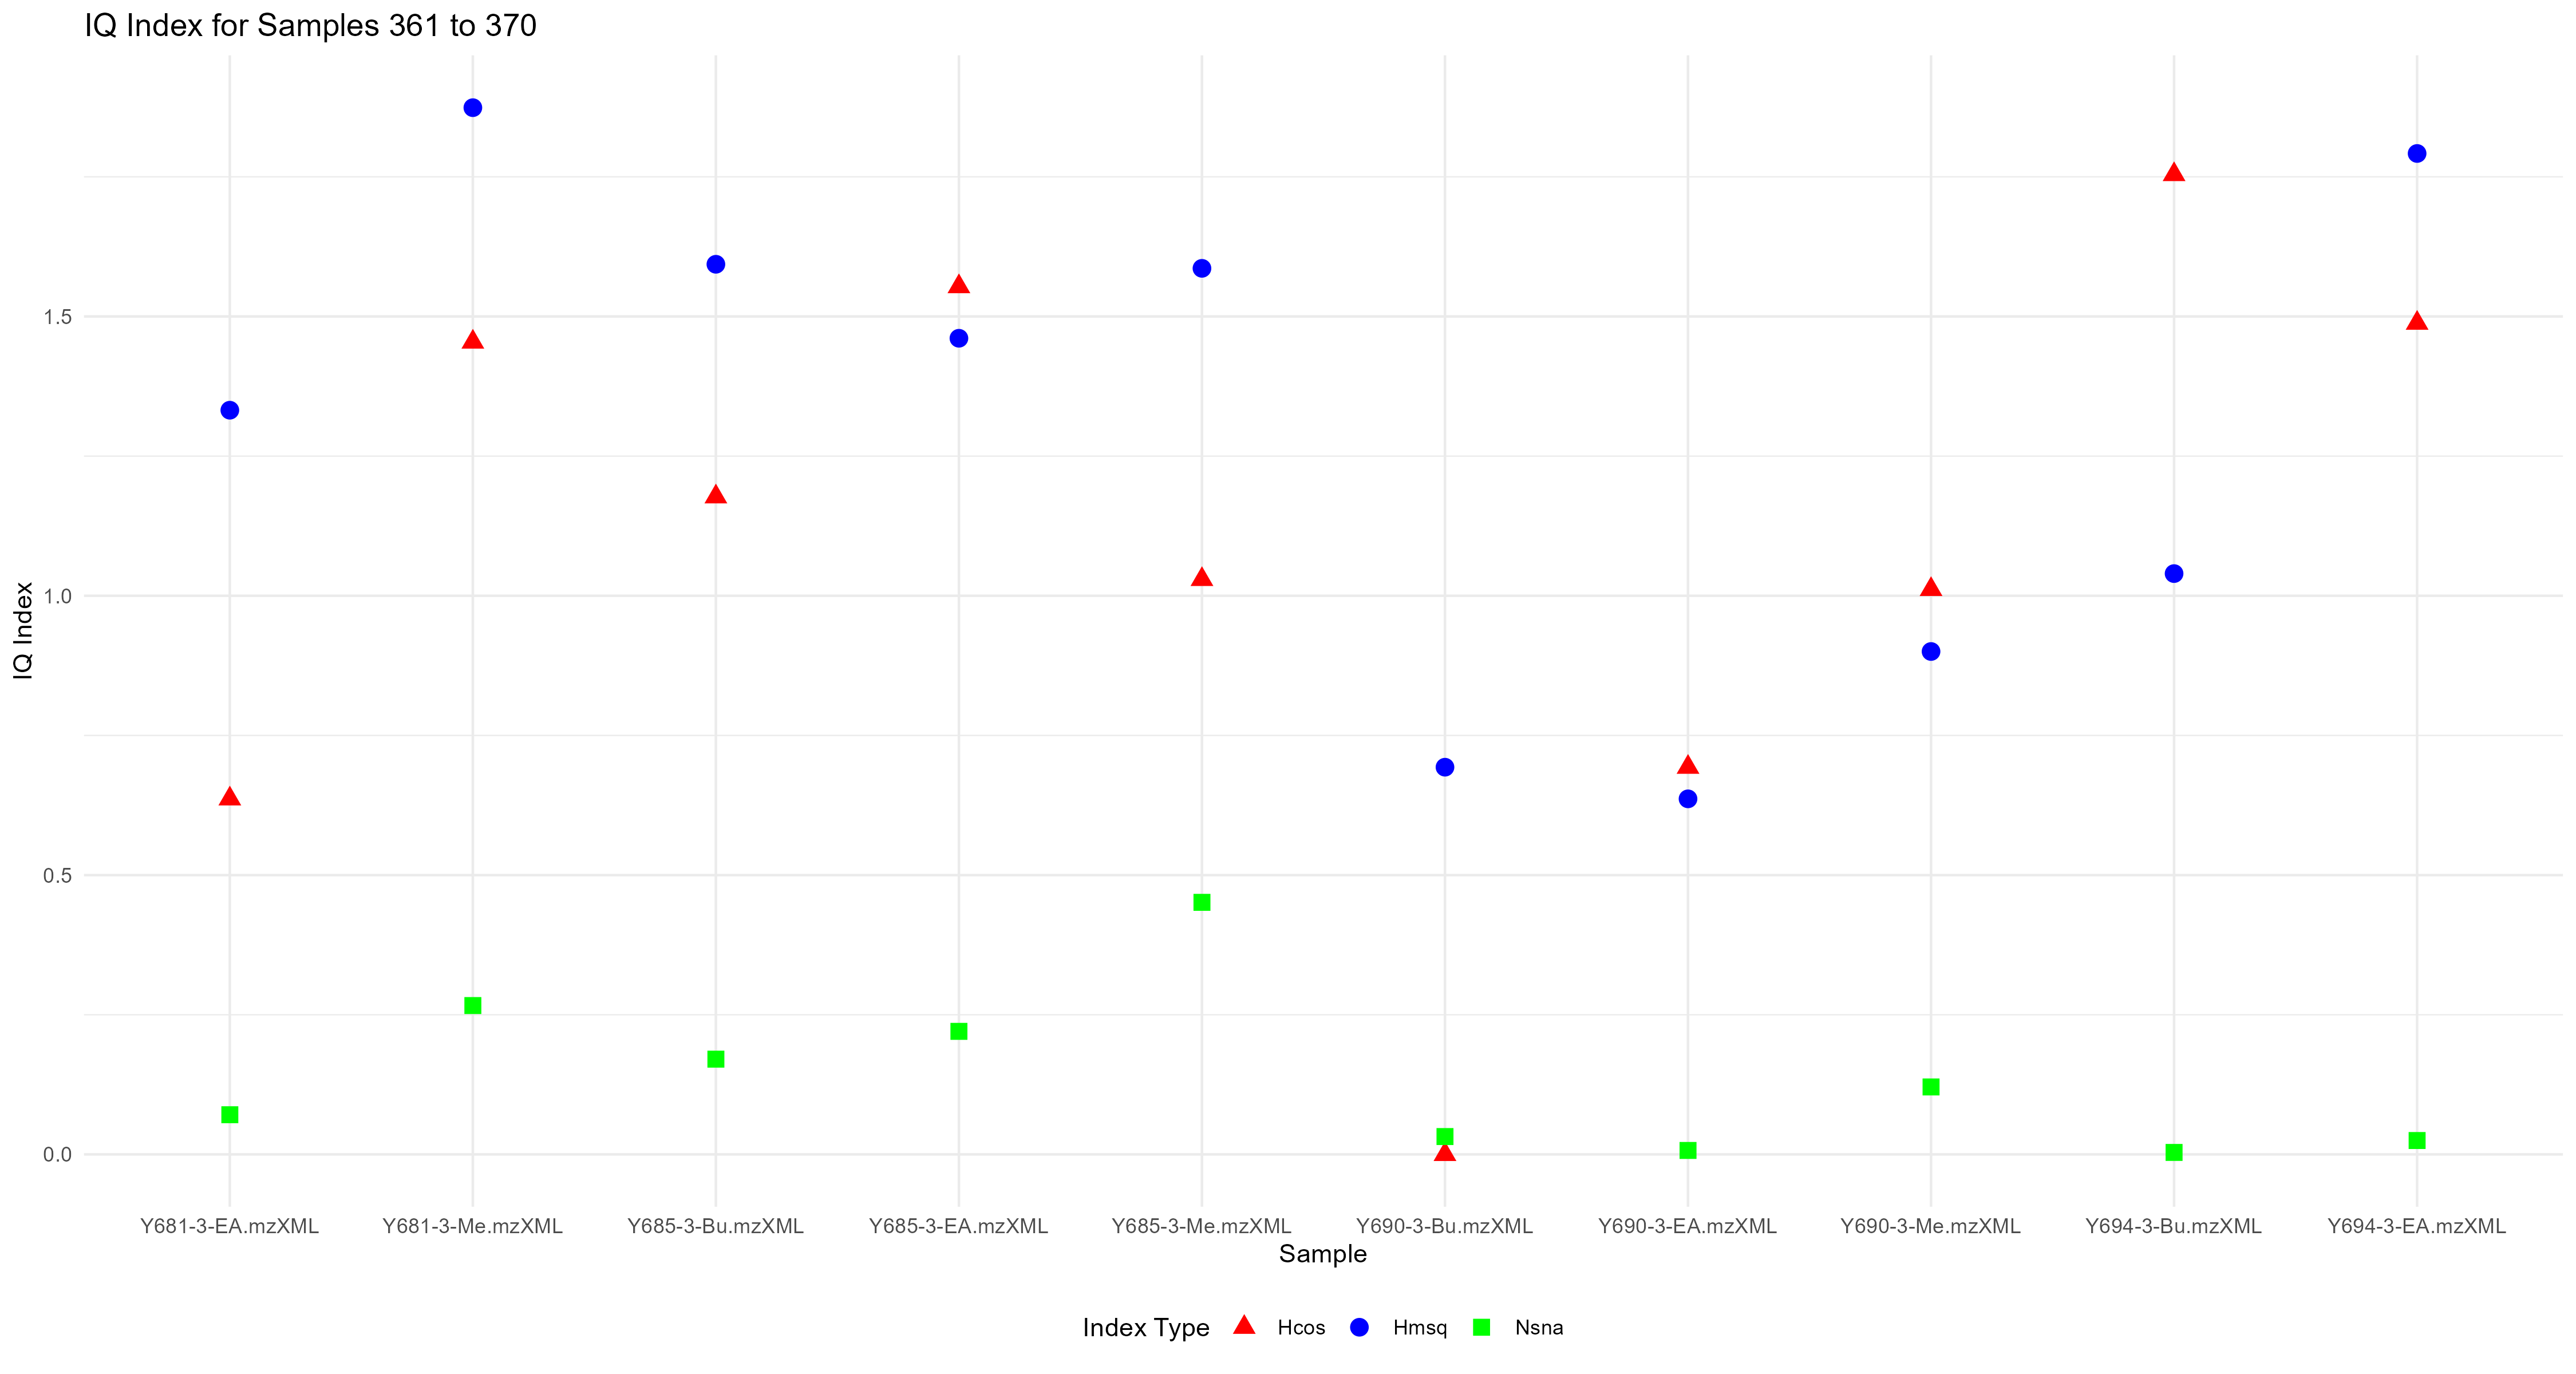 IQ Index for Samples 361 to 370
IQ Index
1.5
1.0
0.5
0.0
Y681-3-EA.mzXML Y681-3-Me.mzXML Y685-3-Bu.mzXML Y685-3-EA.mzXML Y685-3-Me.mzXML Y690-3-Bu.mzXML Y690-3-EA.mzXML Y690-3-Me.mzXML Y694-3-Bu.mzXML Y694-3-EA.mzXML
Sample
Index Type Hcos Hmsq Nsna